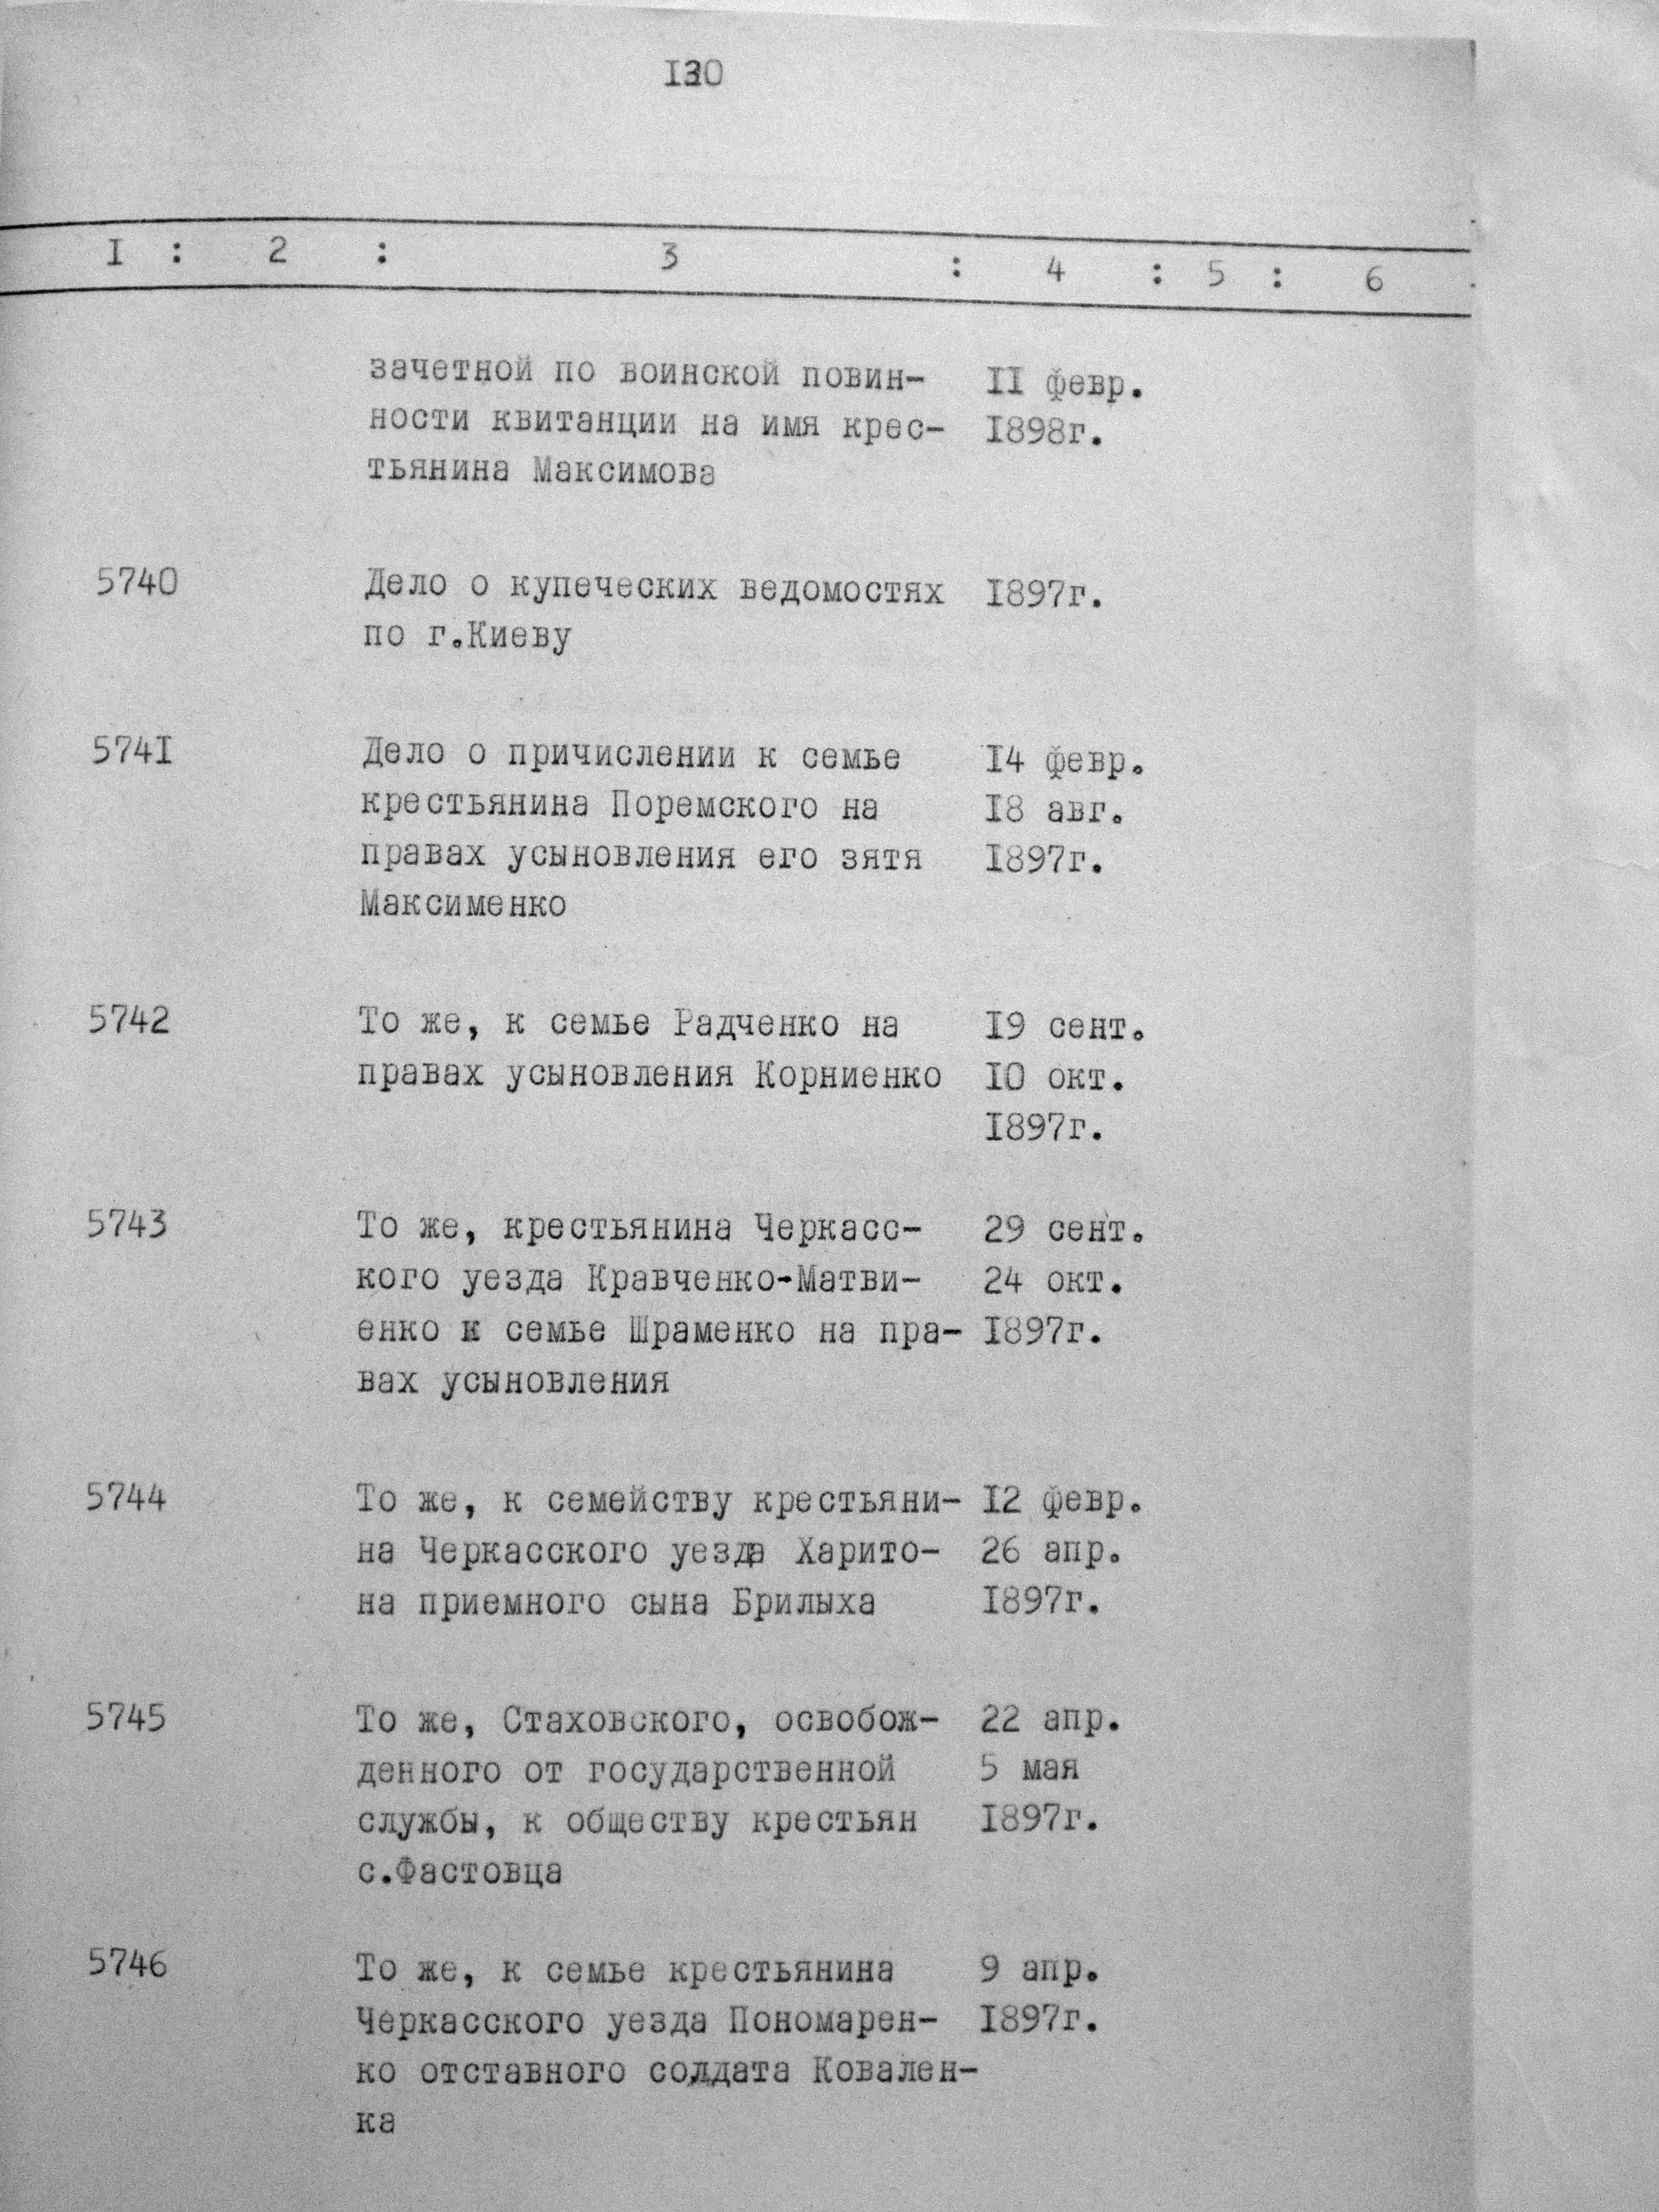 130
I : 2 : 3 : 4 : 5 : 6
зачетной по воинской повин- II февр.
ности квитанции на имя крес- I898г.
тьянина Максимова
5740 Дело о купеческих ведомостях I897г.
по г.Киеву
574I Дело о причислении к семье I4 февр.
крестьянина Поремского на I8 авг.
правах усыновления его зятя I897г.
Максименко
5742 То же, к семье Радченко на I9 сент.
правах усыновления Корниенко I0 окт.
I897г.
5743 То же, крестьянина Черкасс- 29 сент.
кого уезда Кравченко-Матви- 24 окт.
енко к семье Шраменко на пра- I897г.
вах усыновления
5744 То же, к семейству крестьяни- I2 февр.
на Черкасского уезда Харито- 26 апр.
на приемного сына Брилыха I897г.
5745 То же, Стаховского, освобож- 22 апр.
денного от государственной 5 мая
службы, к обществу крестьян I897г.
с.Фастовца
5746 То же, к семье крестьянина 9 апр.
Черкасского уезда Пономарен- I897г.
ко отставного солдата Ковален-
ка